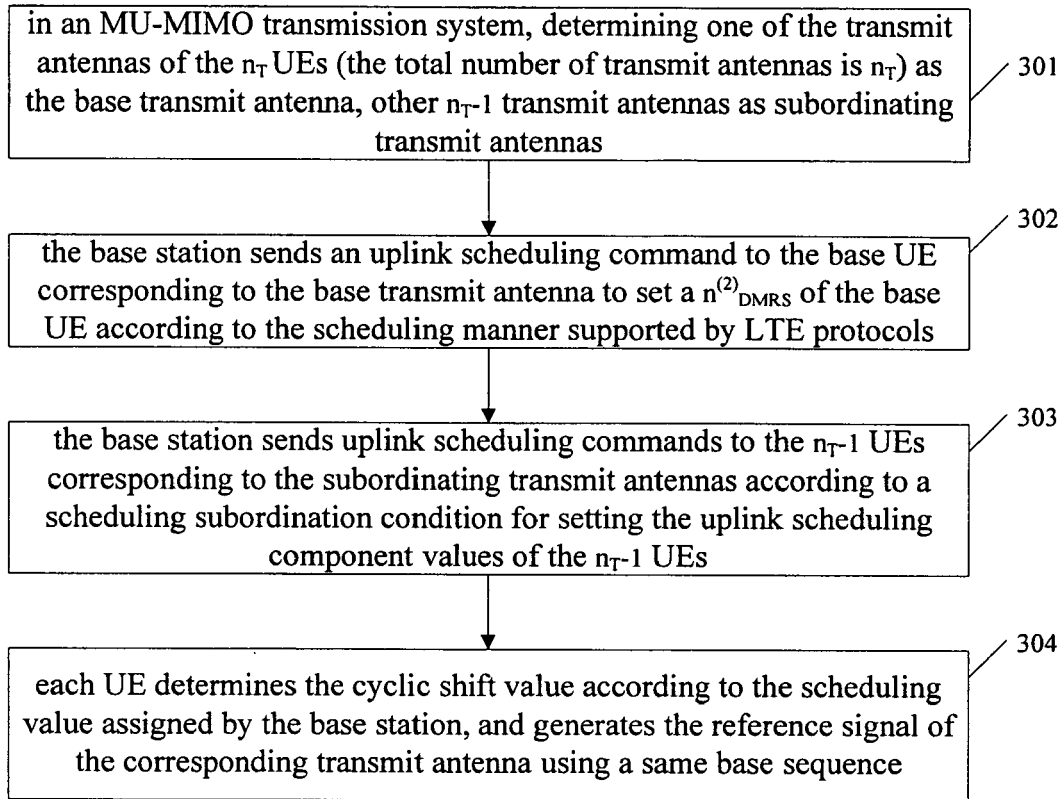 in an MU-MIMO transmission system, determining one of the transmit
antennas of the nT UEs (the total number of transmit antennas is nT) as
the base transmit antenna, other nT-1 transmit antennas as subordinating
transmit antennas
301
302
the base station sends an uplink scheduling command to the base UE
corresponding to the base transmit antenna to set a n(2)DMRS of the base
UE according to the scheduling manner supported by LTE protocols
303
the base station sends uplink scheduling commands to the nT-1 UEs
corresponding to the subordinating transmit antennas according to a
scheduling subordination condition for setting the uplink scheduling
component values of the nT-1 UEs
304
each UE determines the cyclic shift value according to the scheduling
value assigned by the base station, and generates the reference signal of
the corresponding transmit antenna using a same base sequence